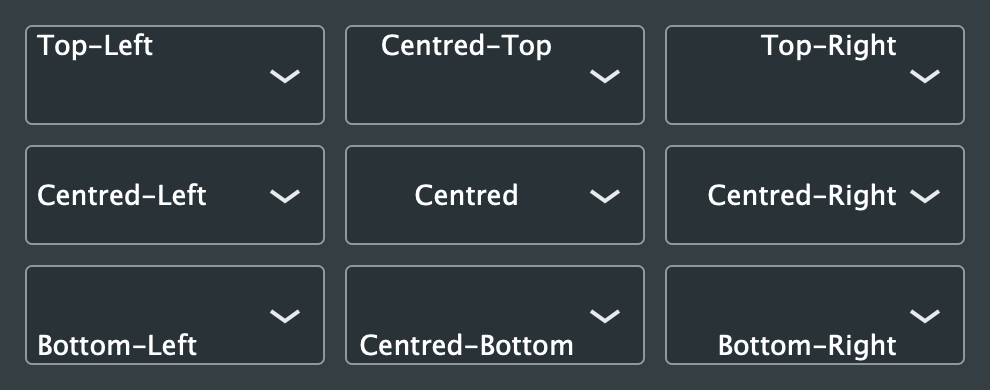 Top-Left
Centred-Top
Top-Right
Centred-Left
Centred
Centred-Right
Bottom-Left
Centred-Bottom
Bottom-Right